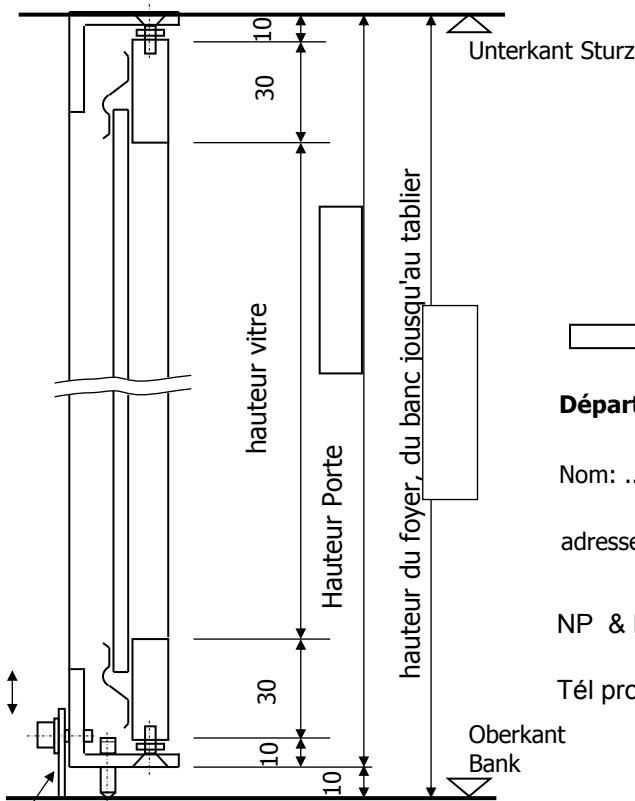 10
Unterkant Sturz
30
hauteur vitre
Hauteur Porte
hauteur du foyer, du banc jousqu'au tablier
Départ
Nom: ..
adresse
NP &
Tél pro
30
10
10
Oberkant
Bank